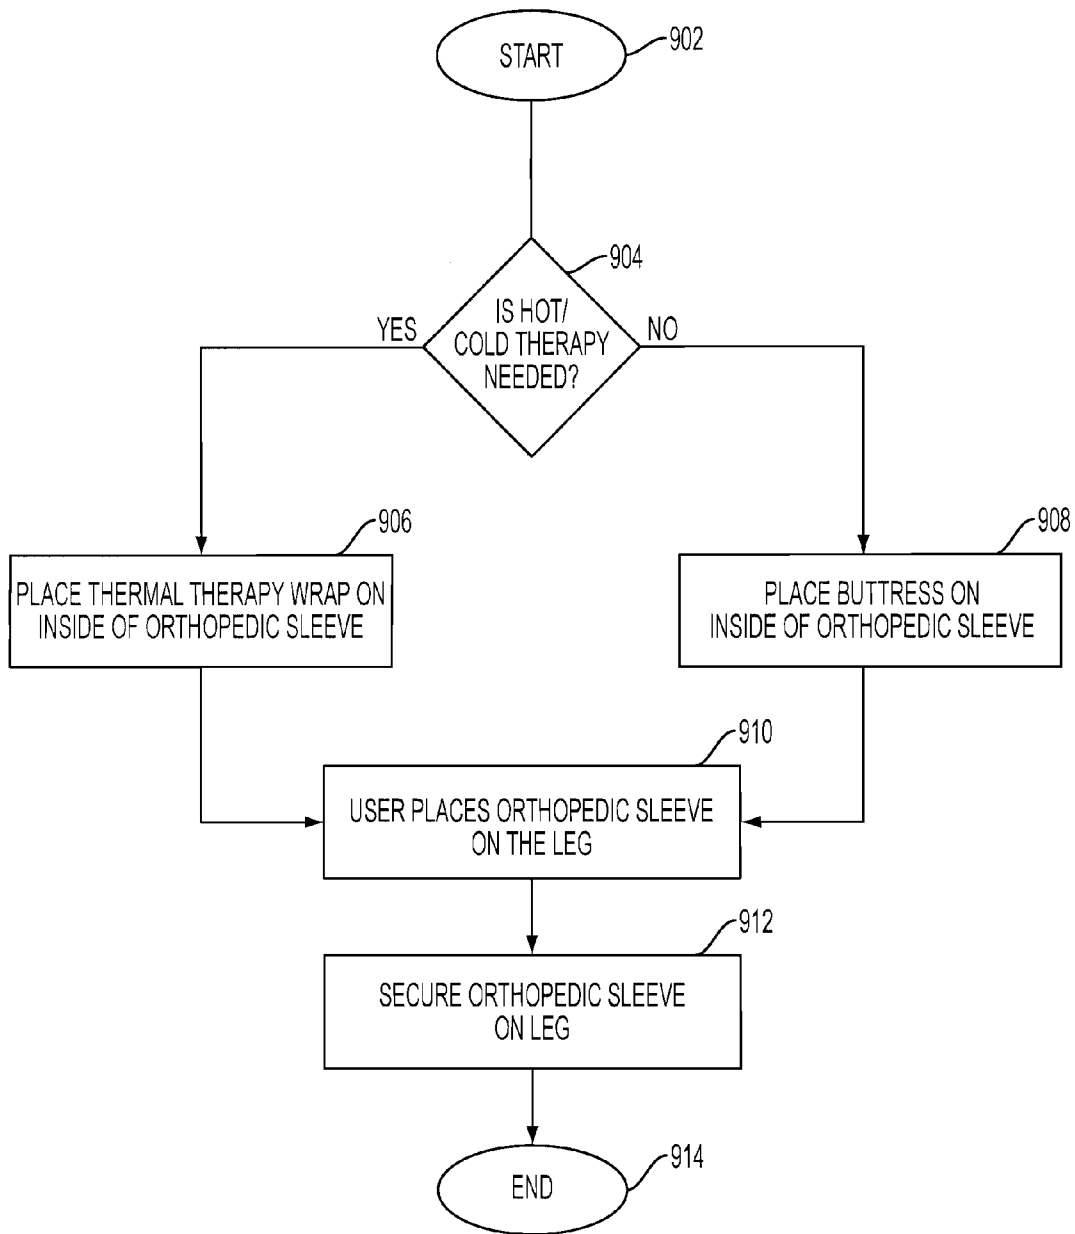 START
902
904
IS HOT/
COLD THERAPY
NEEDED?
YES
NO
906
PLACE THERMAL THERAPY WRAP ON
INSIDE OF ORTHOPEDIC SLEEVE
908
PLACE BUTTRESS ON
INSIDE OF ORTHOPEDIC SLEEVE
910
USER PLACES ORTHOPEDIC SLEEVE
ON THE LEG
912
SECURE ORTHOPEDIC SLEEVE
ON LEG
END
914